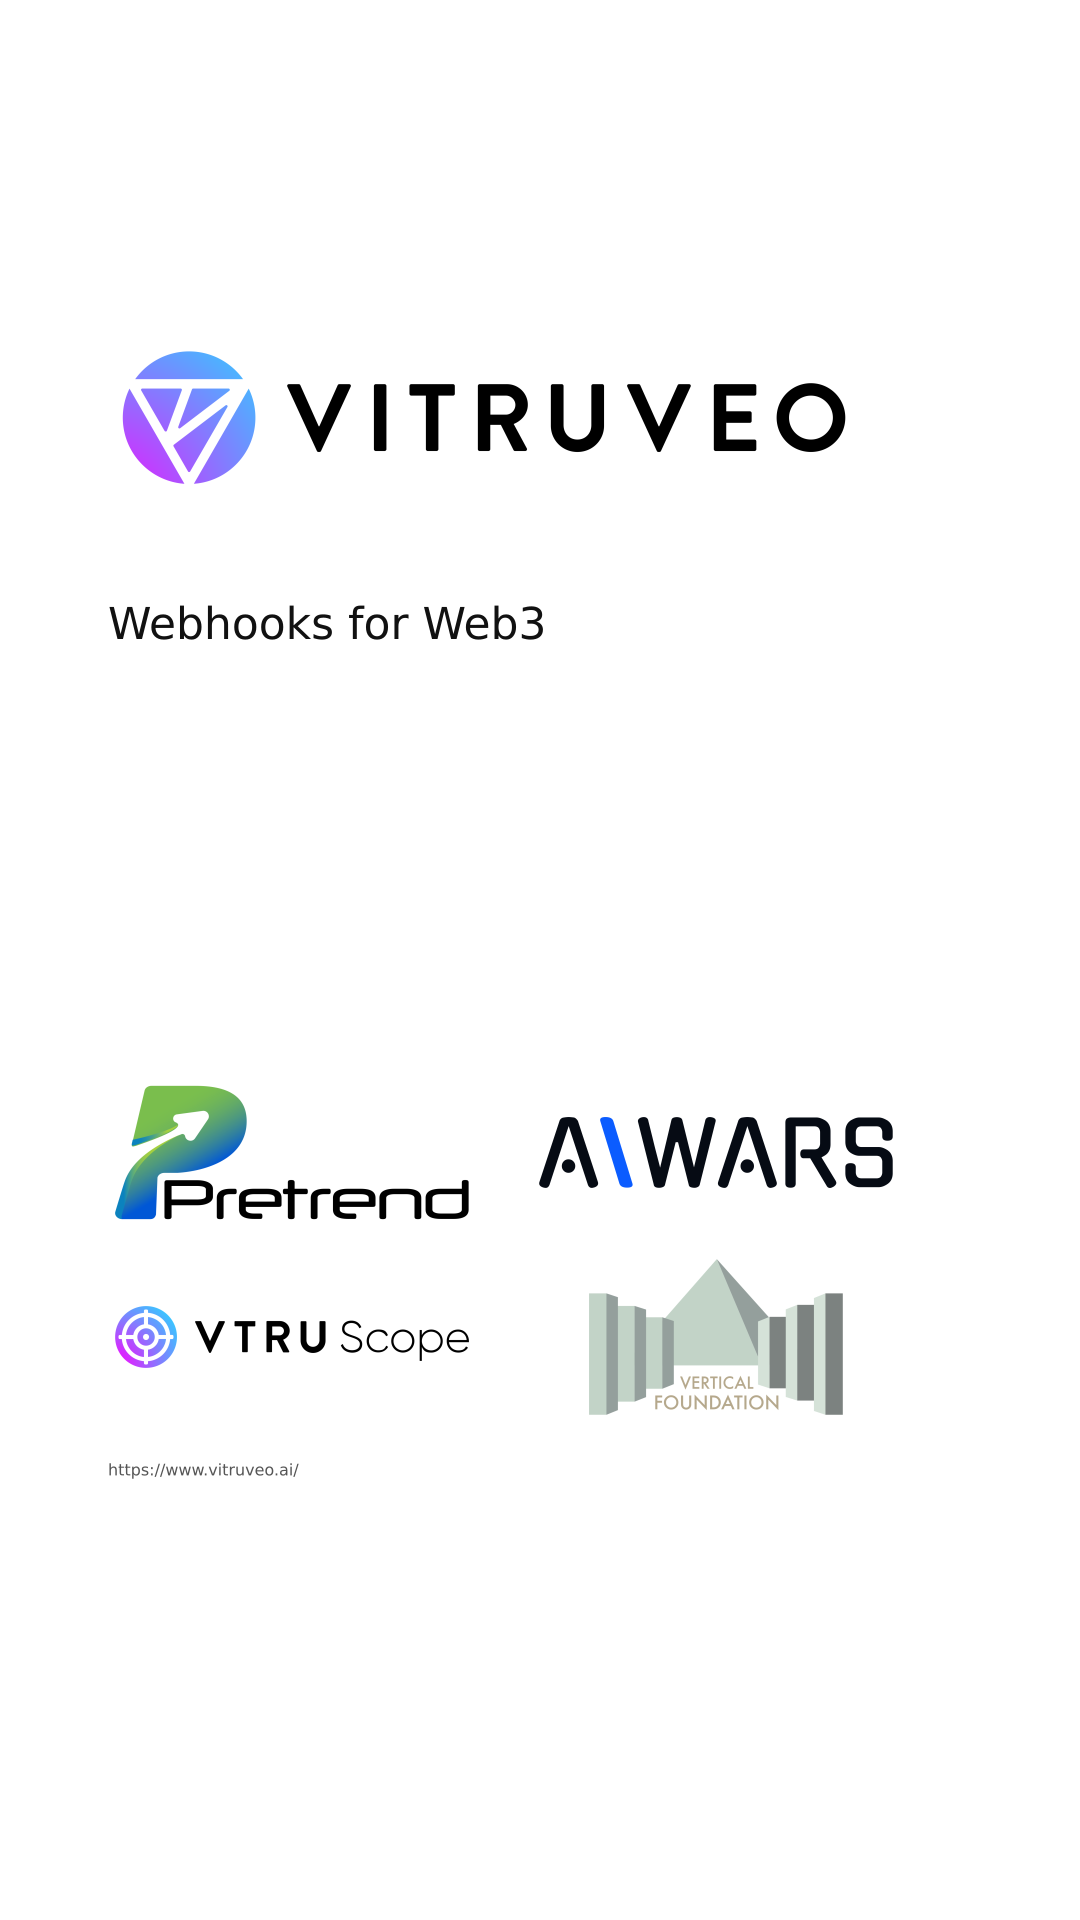 VITRUVEO
Webhooks for Web3
Pretrend
AIWARS
VTRU Scope
VERTICAL
FOUNDATION
https://www.vitruveo.ai/